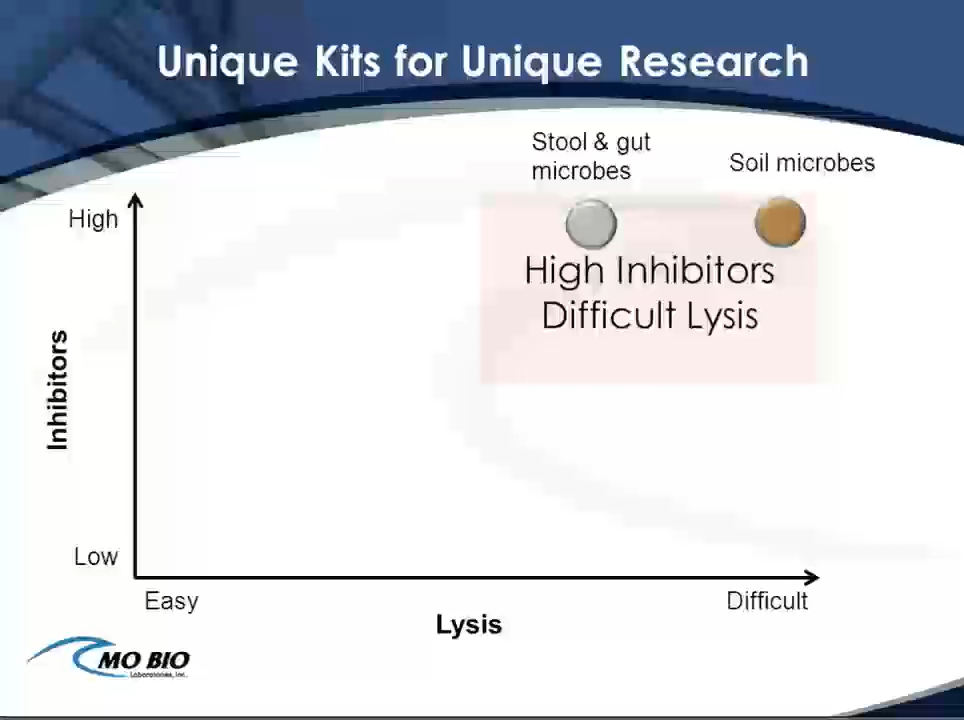 Unique Kits for Unique Research
Stool & gut
microbes
Soil microbes
High
High Inhibitors
Difficult Lysis
Inhibitors
Low
Easy
Difficult
Lysis
MO BIO
Laboratories, Inc.